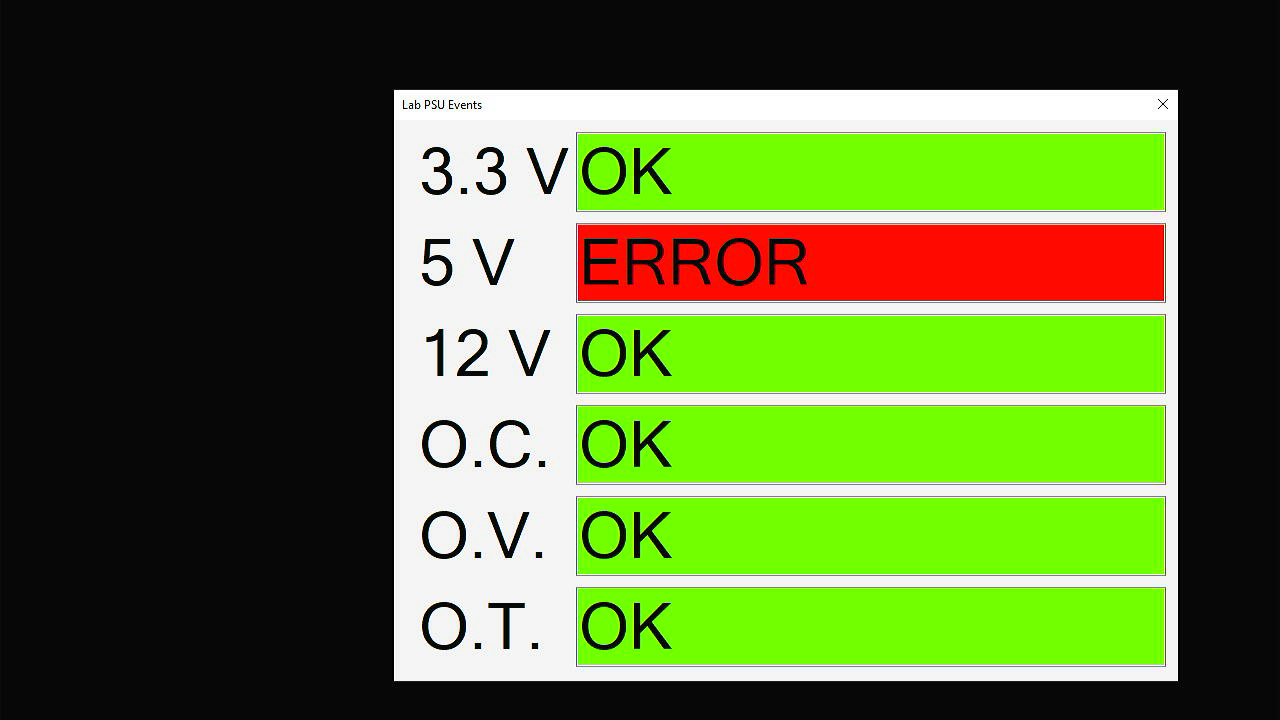 Lab PSU Events
3.3 V OK
5 V ERROR
12 V OK
O.C. OK
O.V. OK
O.T. OK